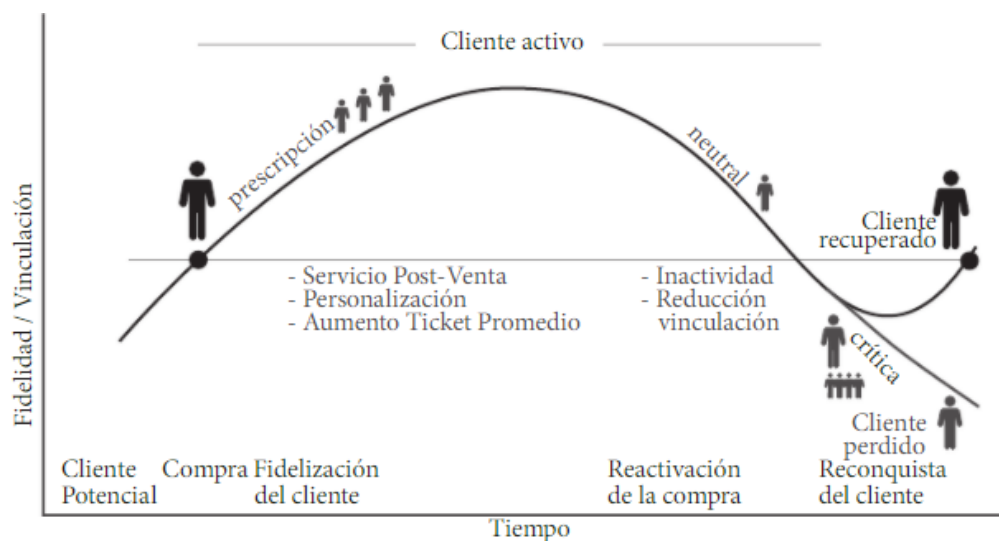 Cliente activo
prescripción
neutral
Cliente
recuperado
- Servicio Post-Venta
- Personalización
- Aumento Ticket Promedio
- Inactividad
- Reducción
vinculación
crítica
Cliente
perdido
Fidelidad / Vinculación
Cliente
Potencial
Compra
Fidelización
del cliente
Reactivación
de la compra
Reconquista
del cliente
Tiempo